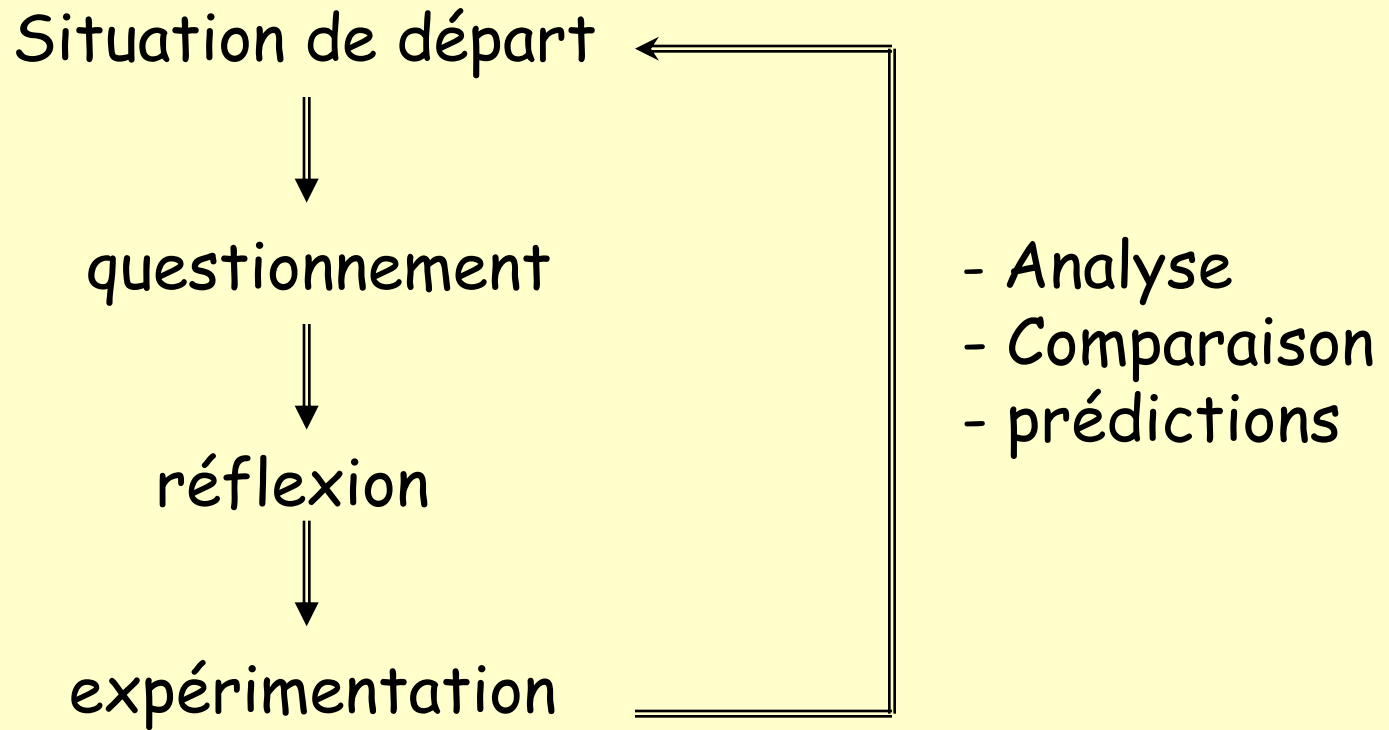 Situation de départ
questionnement
réflexion
expérimentation
- Analyse
- Comparaison
- prédictions